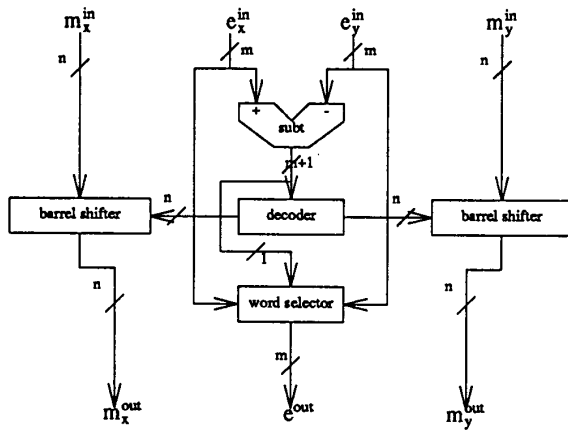 m_x^in e_x^in e_y^in m_y^in
n m m n
+ -
subt
m+1
barrel shifter n decoder n barrel shifter
1
n word selector n
m
m_x^out e^out m_y^out